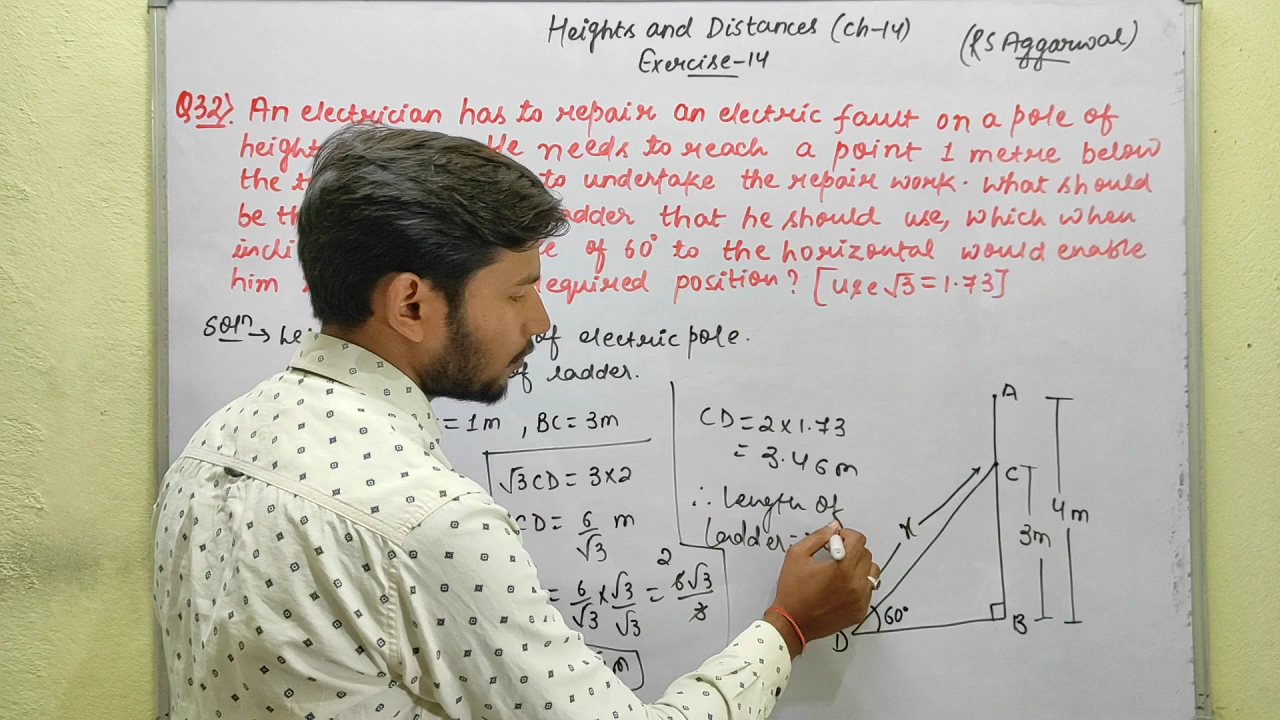 Heights and Distances (Ch-14)
(RS Aggarwal)
Exercise-14
Q32) An electrician has to repair an electric fault on a pole of
height He needs to reach a point 1 metre below
the to undertake the repair work. What should
be adder that he should use, which when
incli of 60° to the horizontal would enable
him required position? [use √3 = 1.73]
Solⁿ → of electric pole.
of ladder.
= 1m , BC = 3m
√3 CD = 3×2
CD = 6/√3 m
= 6/√3 × √3/√3 = 2 6√3/3
m
CD = 2×1.73
= 3.46m
∴ Length of
ladder =
A
C
B
D
x
60°
3m
4m